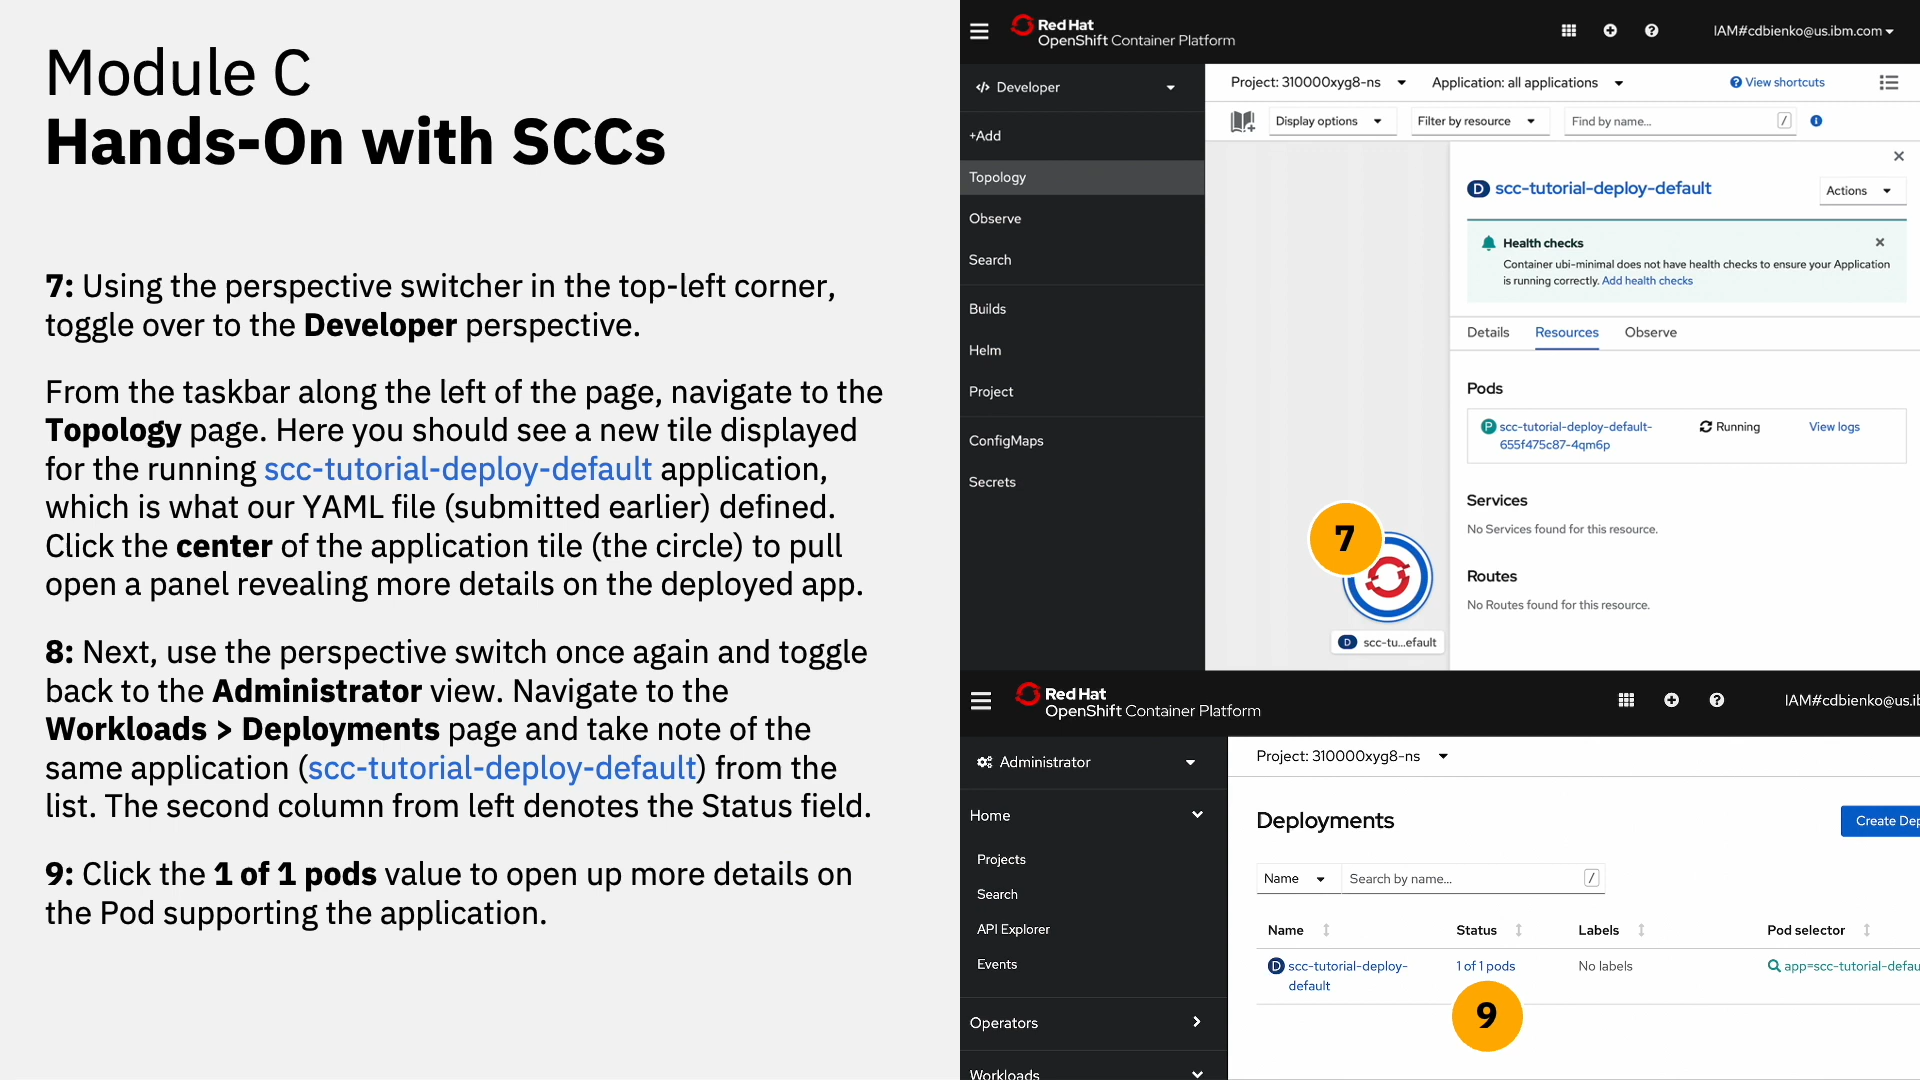 Module C
Hands-On with SCCs
7: Using the perspective switcher in the top-left corner,
toggle over to the Developer perspective.
From the taskbar along the left of the page, navigate to the
Topology page. Here you should see a new tile displayed
for the running scc-tutorial-deploy-default application,
which is what our YAML file (submitted earlier) defined.
Click the center of the application tile (the circle) to pull
open a panel revealing more details on the deployed app.
8: Next, use the perspective switch once again and toggle
back to the Administrator view. Navigate to the
Workloads > Deployments page and take note of the
same application (scc-tutorial-deploy-default) from the
list. The second column from left denotes the Status field.
9: Click the 1 of 1 pods value to open up more details on
the Pod supporting the application.
Red Hat
OpenShift Container Platform
IAM#cdbienko@us.ibm.com
Developer
+Add
Topology
Observe
Search
Builds
Helm
Project
ConfigMaps
Secrets
Project: 310000xyg8-ns
Application: all applications
View shortcuts
Display options
Filter by resource
Find by name...
/
D scc-tutorial-deploy-default
Actions
Health checks
Container ubi-minimal does not have health checks to ensure your Application
is running correctly. Add health checks
Details Resources Observe
Pods
P scc-tutorial-deploy-default-
655f475c87-4qm6p
Running
View logs
Services
No Services found for this resource.
Routes
No Routes found for this resource.
7
D scc-tu...efault
Red Hat
OpenShift Container Platform
IAM#cdbienko@us.ib
Administrator
Home
Projects
Search
API Explorer
Events
Operators
Workloads
Project: 310000xyg8-ns
Deployments
Create Dep
Name
Search by name...
/
Name Status Labels Pod selector
D scc-tutorial-deploy-
default
1 of 1 pods
No labels
app=scc-tutorial-defau
9